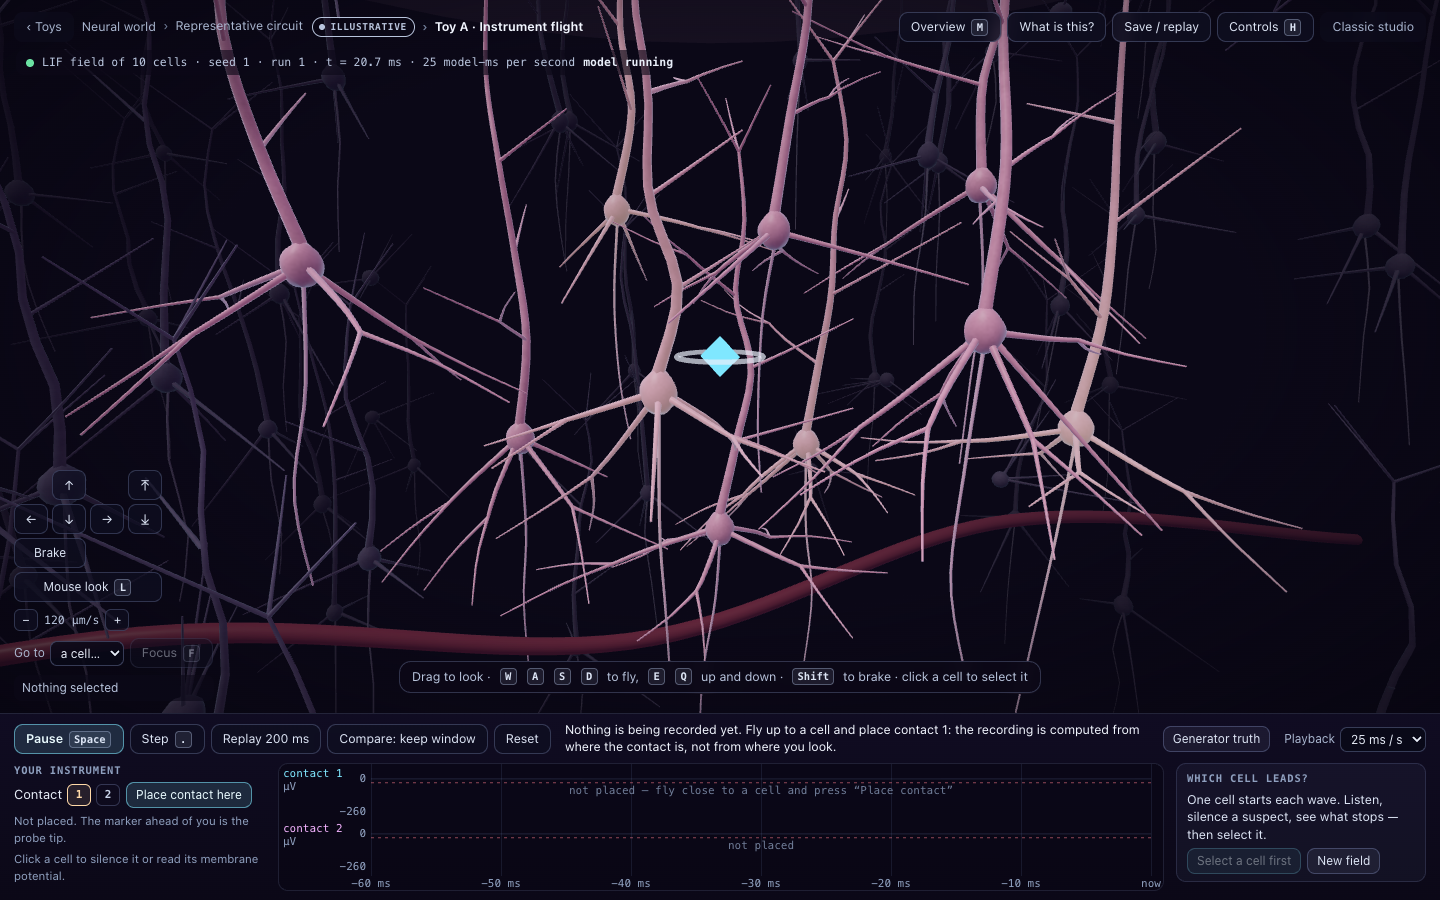 ‹ Toys
Neural world › Representative circuit ILLUSTRATIVE › Toy A · Instrument flight
Overview M
What is this?
Save / replay
Controls H
Classic studio
LIF field of 10 cells · seed 1 · run 1 · t = 20.7 ms · 25 model-ms per second model running
↑ ⤒
← ↓ → ⤓
Brake
Mouse look L
− 120 µm/s +
Go to a cell... Focus F
Nothing selected
Drag to look · W A S D to fly, E Q up and down · Shift to brake · click a cell to select it
Pause Space
Step .
Replay 200 ms
Compare: keep window
Reset
Nothing is being recorded yet. Fly up to a cell and place contact 1: the recording is computed from
where the contact is, not from where you look.
Generator truth
Playback 25 ms / s
YOUR INSTRUMENT
Contact 1 2 Place contact here
Not placed. The marker ahead of you is the
probe tip.
Click a cell to silence it or read its membrane
potential.
contact 1
µV
0
not placed — fly close to a cell and press “Place contact”
−260
contact 2
µV
0
not placed
−260
−60 ms −50 ms −40 ms −30 ms −20 ms −10 ms now
WHICH CELL LEADS?
One cell starts each wave. Listen,
silence a suspect, see what stops —
then select it.
Select a cell first
New field